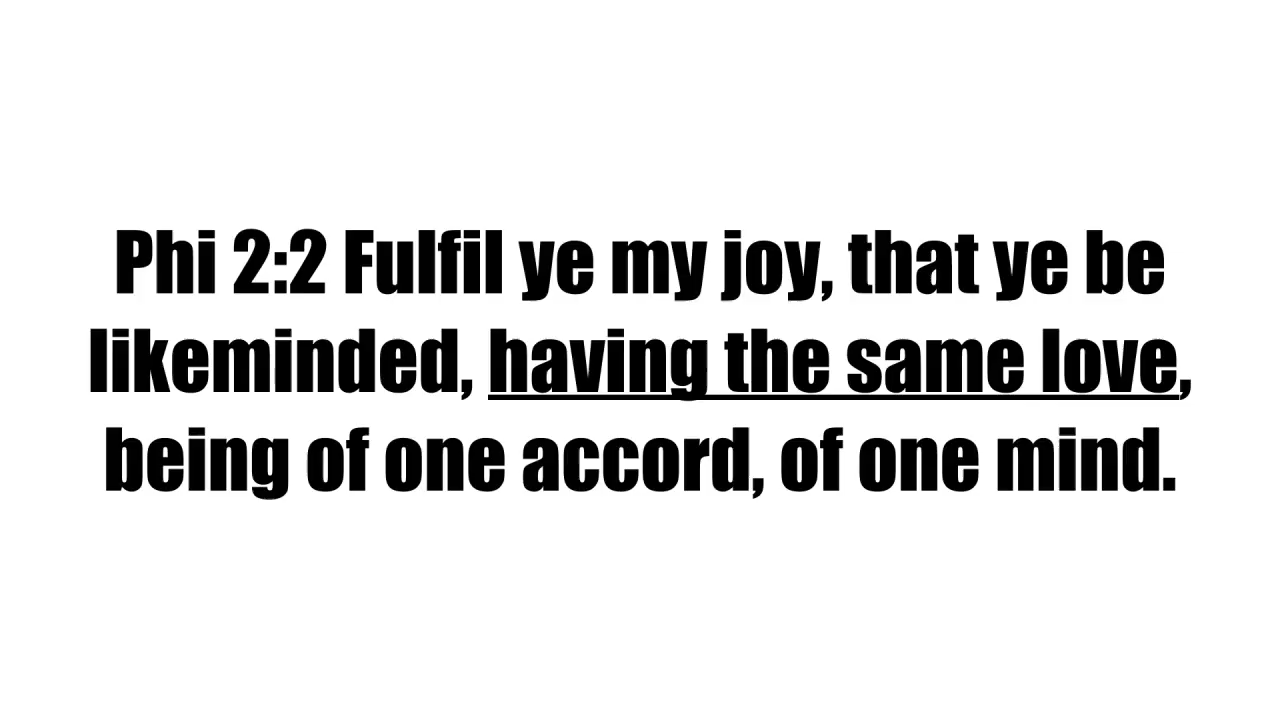 Phi 2:2 Fulfil ye my joy, that ye be
likeminded, having the same love,
being of one accord, of one mind.